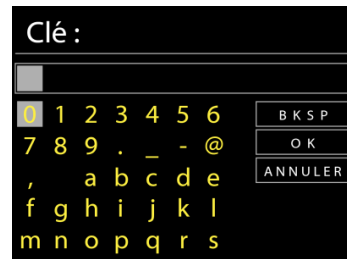 Clé :
0 1 2 3 4 5 6
BKSP
7 8 9 . _ - @
OK
, a b c d e
ANNULER
f g h i j k l
m n o p q r s